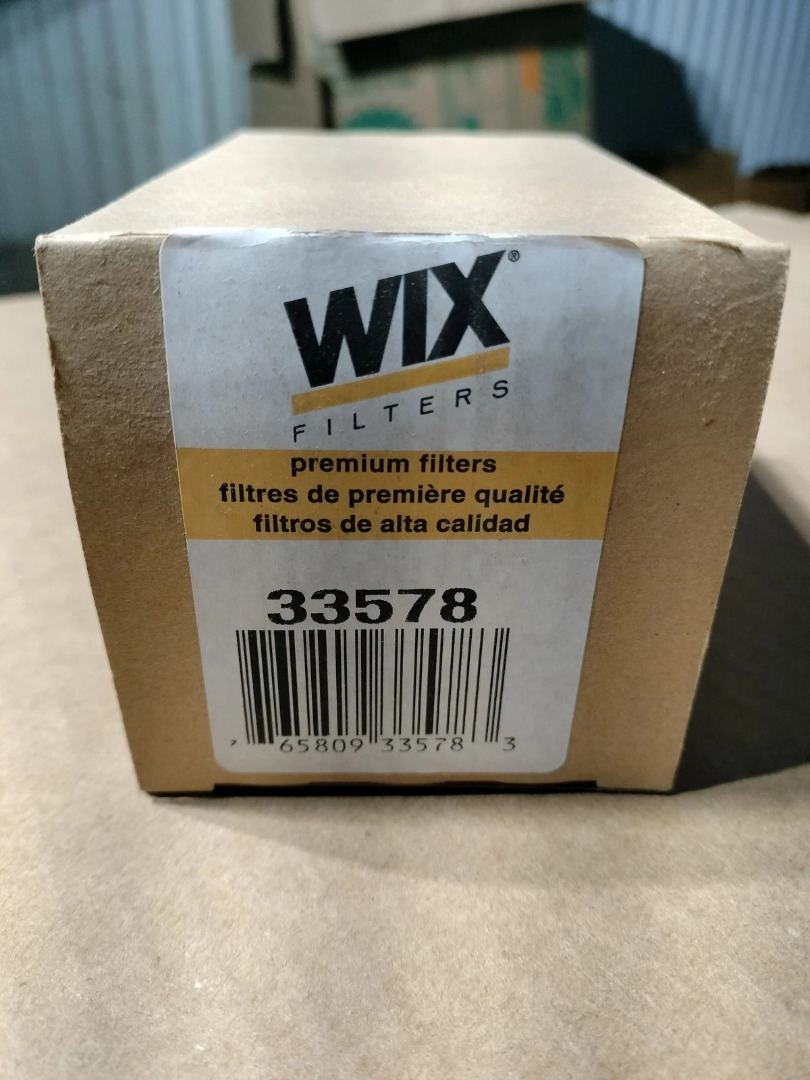 WIX®
FILTERS
premium filters
filtres de première qualité
filtros de alta calidad
33578
7 65809 33578 3